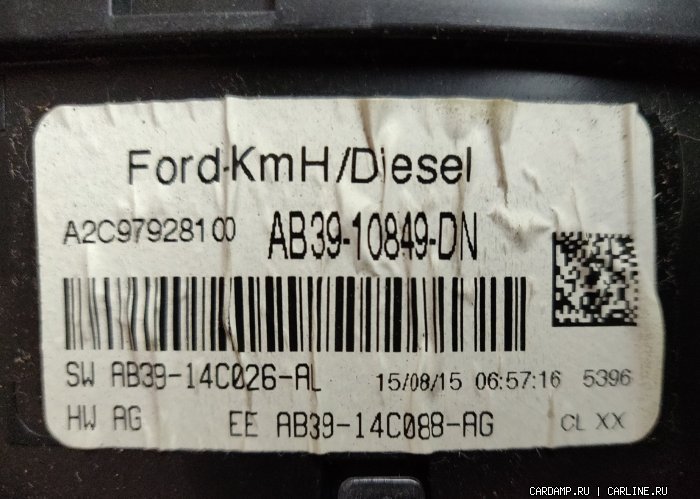 Ford-KmH/Diesel
A2C97928100 AB39-10849-DN
SW AB39-14C026-AL 15/08/15 06:57:16 5396
HW AG EE AB39-14C088-AG CL XX
CARDAMP.RU | CARLINE.RU